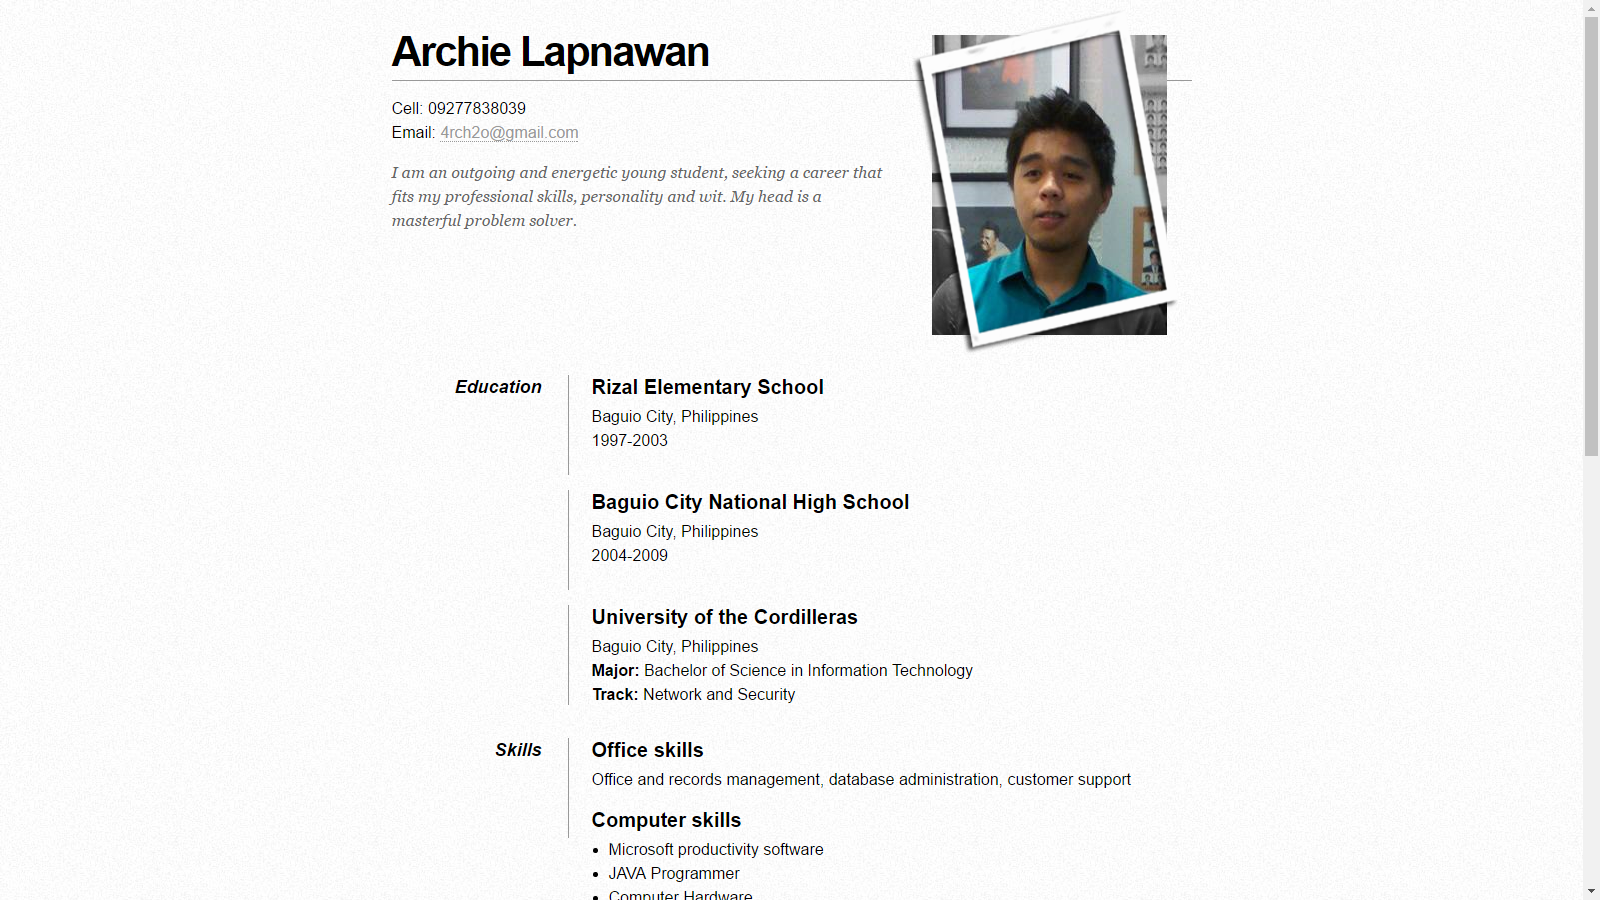 Archie Lapnawan
Cell: 09277838039
Email: 4rch2o@gmail.com
I am an outgoing and energetic young student, seeking a career that
fits my professional skills, personality and wit. My head is a
masterful problem solver.
Education
Rizal Elementary School
Baguio City, Philippines
1997-2003
Baguio City National High School
Baguio City, Philippines
2004-2009
University of the Cordilleras
Baguio City, Philippines
Major: Bachelor of Science in Information Technology
Track: Network and Security
Skills
Office skills
Office and records management, database administration, customer support
Computer skills
• Microsoft productivity software
• JAVA Programmer
• Computer Hardware